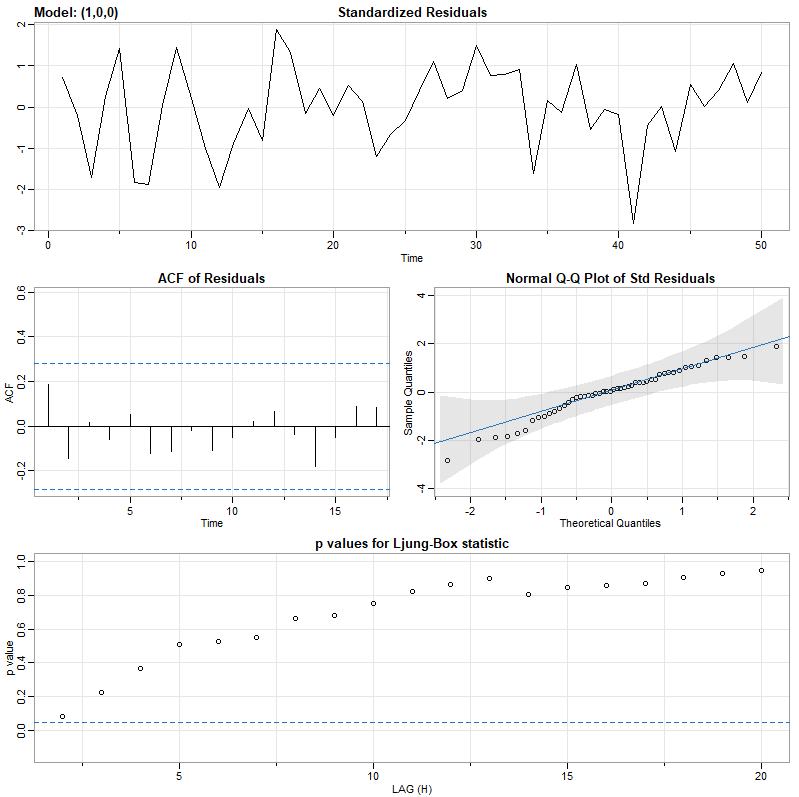 Model: (1,0,0) Standardized Residuals
2
1
0
-1
-2
-3
0 10 20 30 40 50
Time
ACF of Residuals
0.6
0.4
0.2
0.0
-0.2
ACF
5 10 15
Time
Normal Q-Q Plot of Std Residuals
4
2
0
-2
-4
Sample Quantiles
-2 -1 0 1 2
Theoretical Quantiles
p values for Ljung-Box statistic
1.0
0.8
0.6
0.4
0.2
0.0
p value
5 10 15 20
LAG (H)